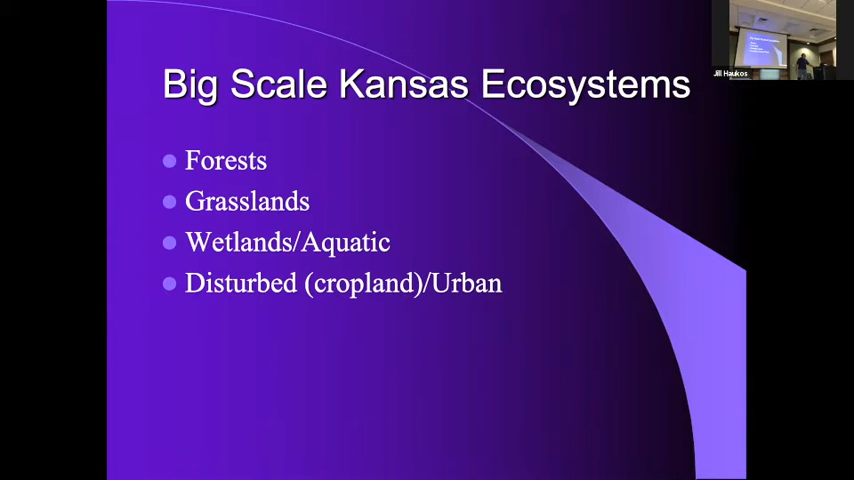 Big Scale Kansas Ecosystems
Jill Haukos
Forests
Grasslands
Wetlands/Aquatic
Disturbed (cropland)/Urban